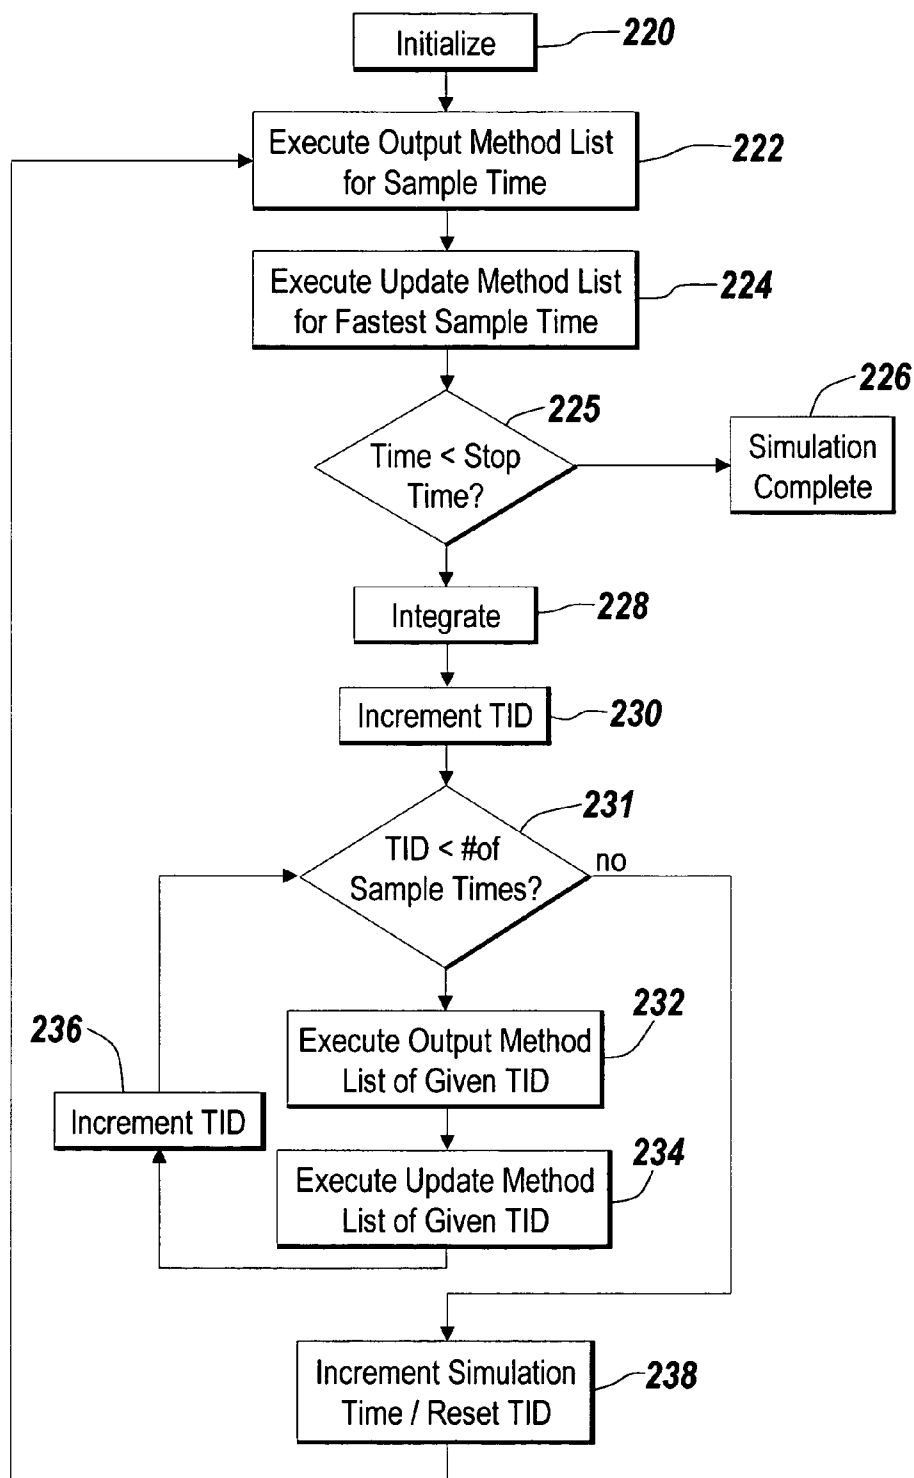 Initialize
220
Execute Output Method List
for Sample Time
222
Execute Update Method List
for Fastest Sample Time
224
225
226
Time < Stop
Time?
Simulation
Complete
Integrate
228
Increment TID
230
231
TID < #of
Sample Times?
no
232
Execute Output Method
List of Given TID
236
Increment TID
234
Execute Update Method
List of Given TID
Increment Simulation
Time / Reset TID
238